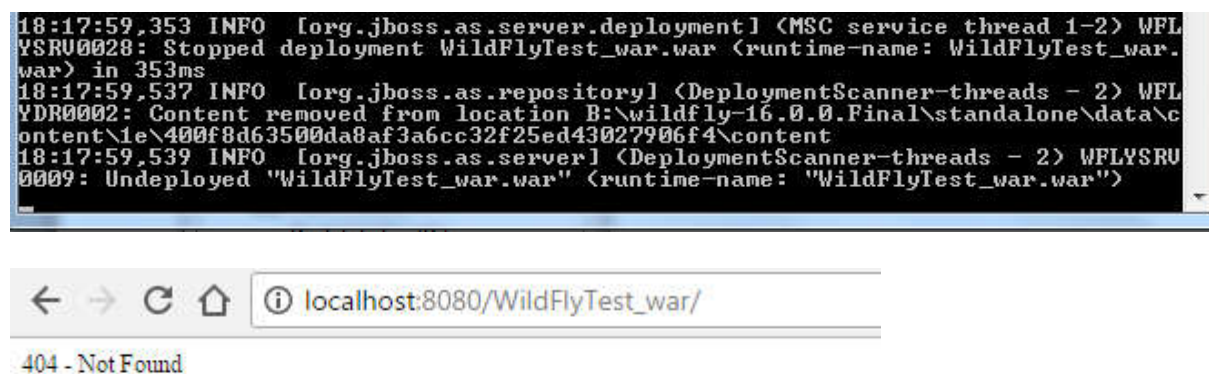 18:17:59,353 INFO  [org.jboss.as.server.deployment] (MSC service thread 1-2) WFL
YSRV0028: Stopped deployment WildFlyTest_war.war (runtime-name: WildFlyTest_war.
war) in 353ms
18:17:59,537 INFO  [org.jboss.as.repository] (DeploymentScanner-threads - 2) WFL
YDR0002: Content removed from location B:\wildfly-16.0.0.Final\standalone\data\c
ontent\1e\400f8d63500da8af3a6cc32f25ed43027906f4\content
18:17:59,539 INFO  [org.jboss.as.server] (DeploymentScanner-threads - 2) WFLYSRV
0009: Undeployed "WildFlyTest_war.war" (runtime-name: "WildFlyTest_war.war")
localhost:8080/WildFlyTest_war/
404 - Not Found